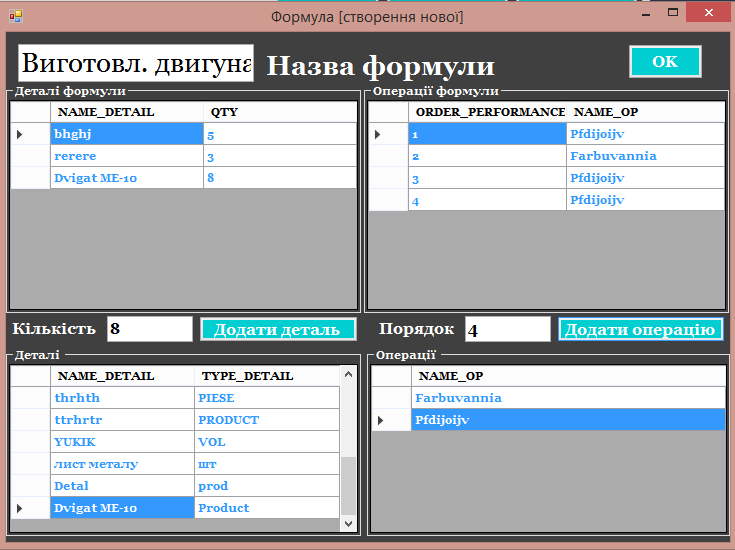 Формула [створення нової]
Виготовл. двигуна Назва формули OK
Деталі формули
NAME_DETAIL QTY
bhghj 5
rerere 3
Dvigat ME-10 8
Операції формули
ORDER_PERFORMANCE NAME_OP
1 Pfdijoijv
2 Farbuvannia
3 Pfdijoijv
4 Pfdijoijv
Кількість 8 Додати деталь
Порядок 4 Додати операцію
Деталі
NAME_DETAIL TYPE_DETAIL
thrhth PIESE
ttrhrtr PRODUCT
YUKIK VOL
лист металу шт
Detal prod
Dvigat ME-10 Product
Операції
NAME_OP
Farbuvannia
Pfdijoijv